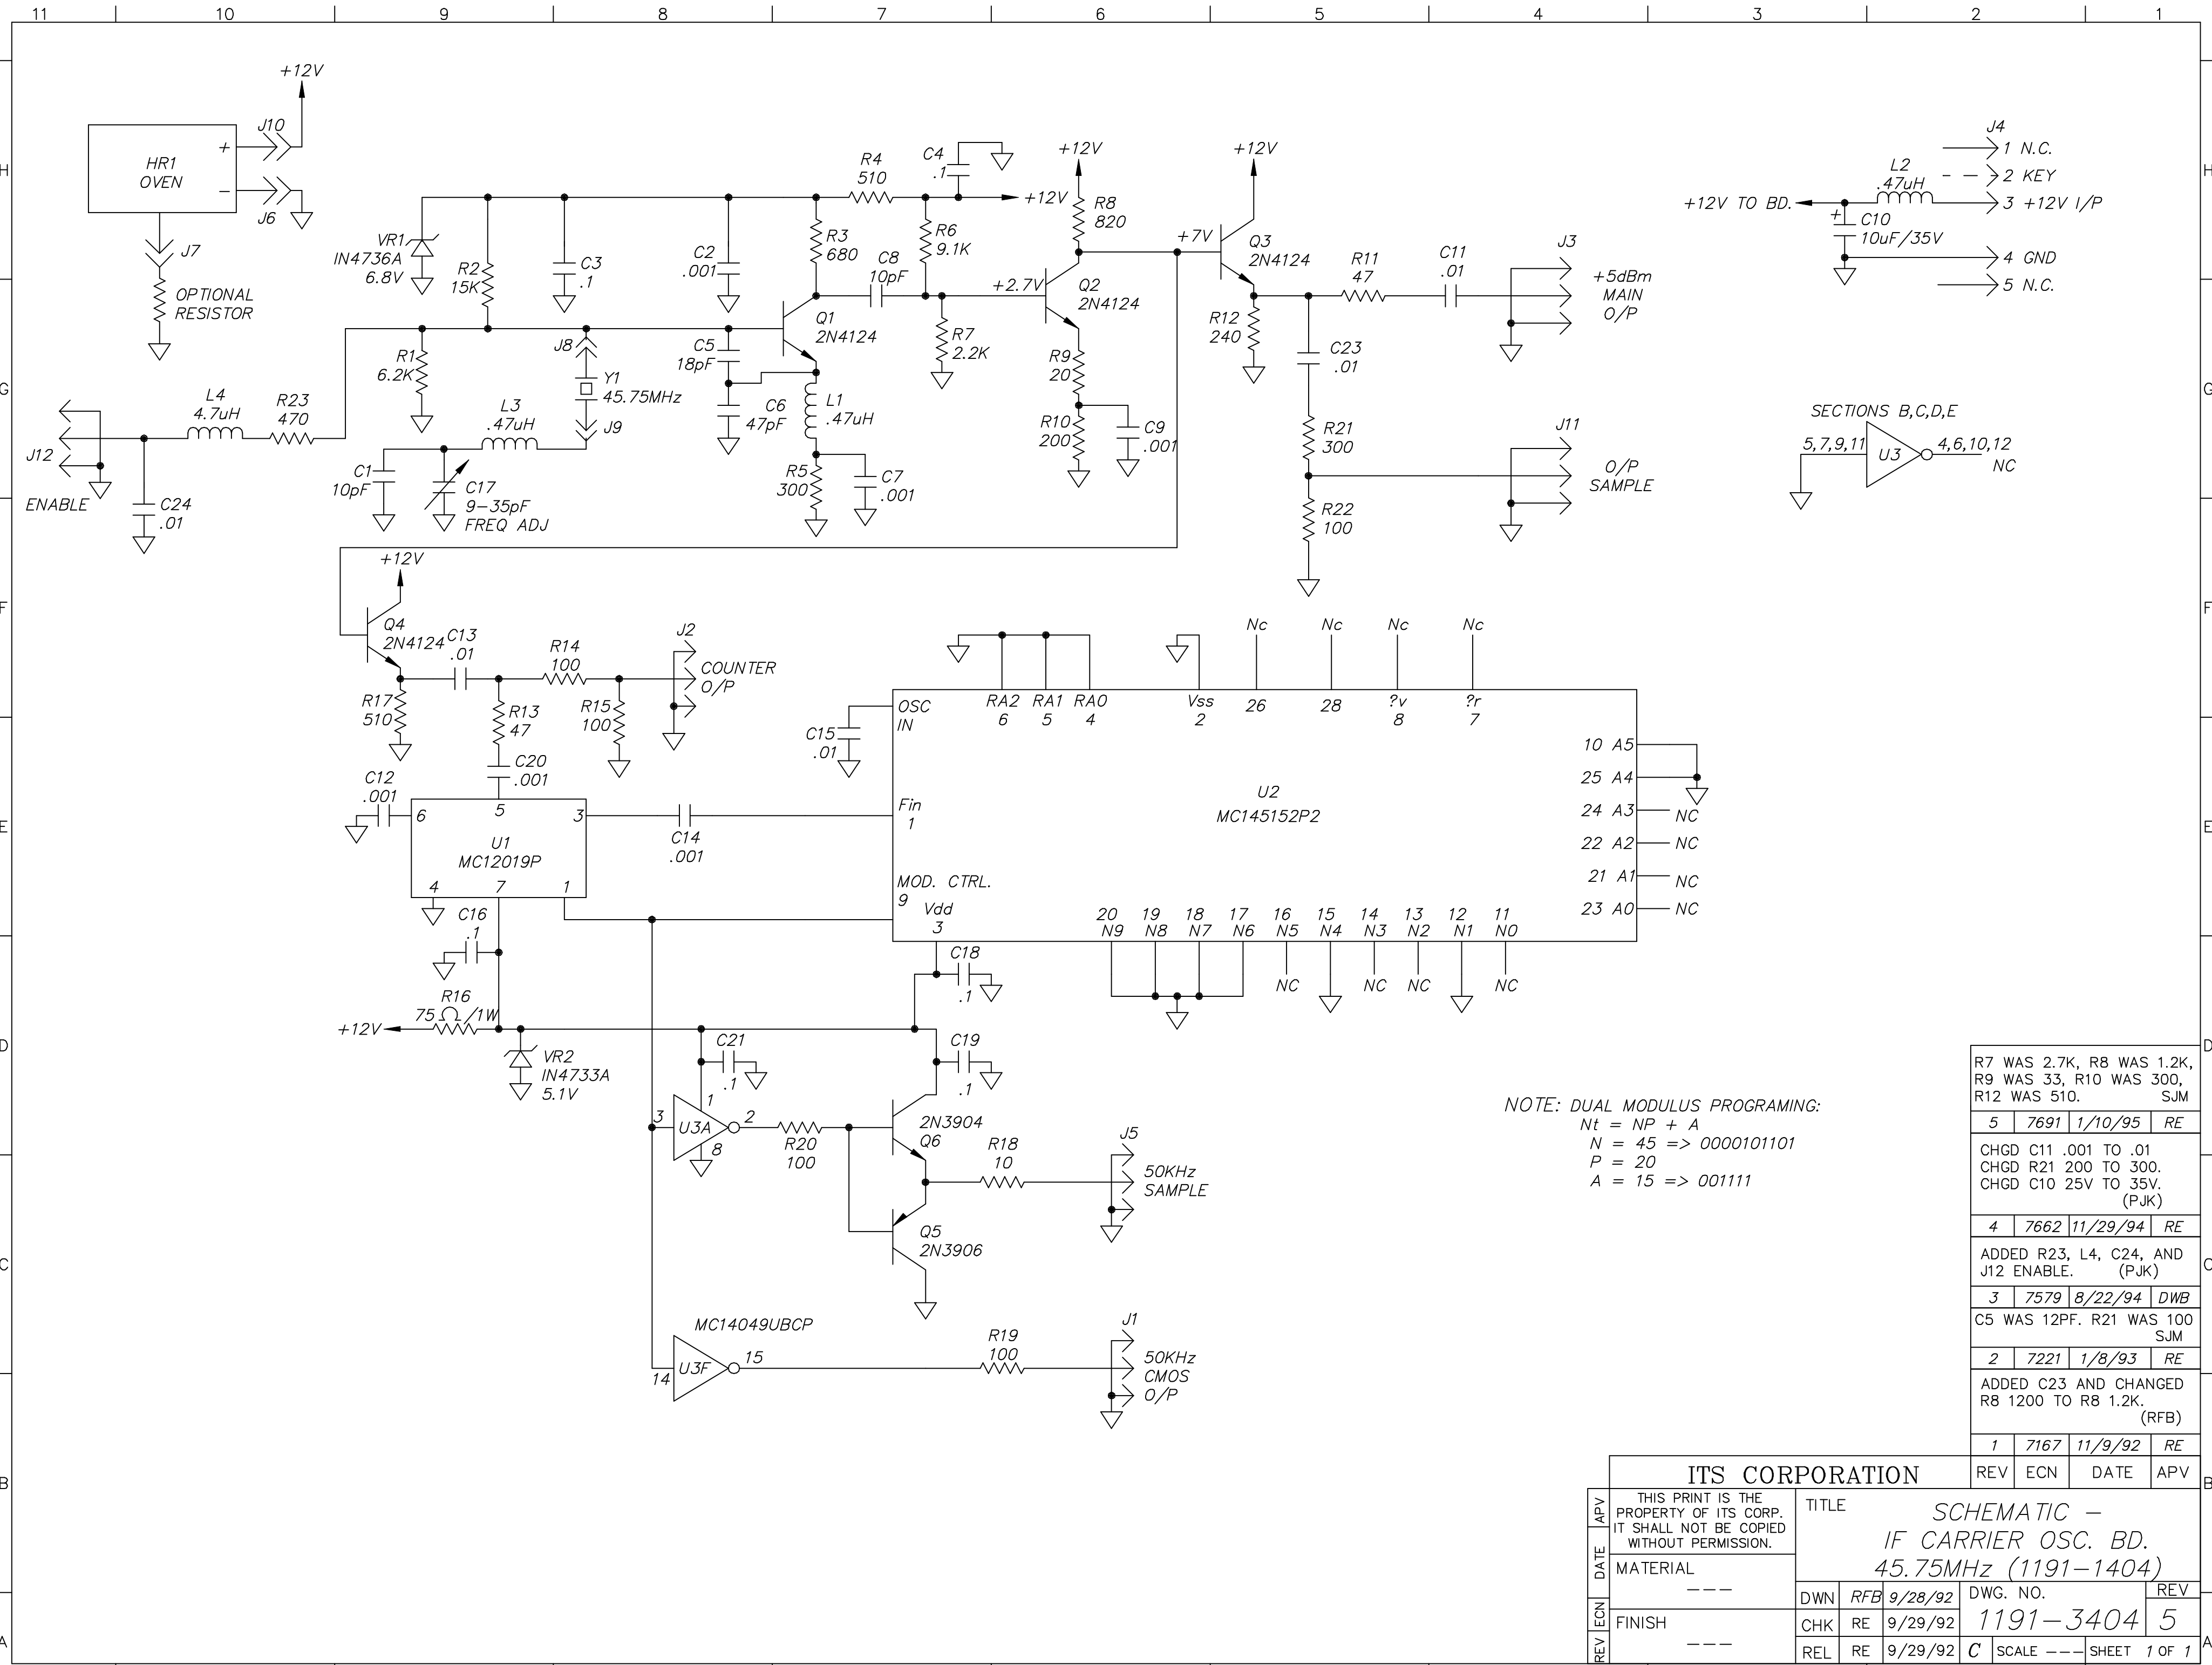 11 10 9 8 7 6 5 4 3 2 1
H
G
F
E
D
C
B
A
H
G
F
E
D
C
B
A
+12V
J10
HR1
OVEN
+
−
J6
J7
OPTIONAL
RESISTOR
VR1
IN4736A
6.8V
R2
15K
C3
.1
C2
.001
R3
680
R4
510
C4
.1
+12V
R6
9.1K
C8
10pF
R7
2.2K
+2.7V
+12V
R8
820
Q2
2N4124
R9
20
R10
200
C9
.001
+7V
+12V
Q3
2N4124
R12
240
R11
47
C11
.01
J3
+5dBm
MAIN
O/P
C23
.01
R21
300
R22
100
J11
O/P
SAMPLE
J4
1 N.C.
2 KEY
3 +12V I/P
4 GND
5 N.C.
L2
.47uH
+12V TO BD.
+
C10
10uF/35V
SECTIONS B,C,D,E
5,7,9,11
U3
4,6,10,12
NC
R1
6.2K
J8
Y1
45.75MHz
J9
C5
18pF
C6
47pF
Q1
2N4124
L1
.47uH
R5
300
C7
.001
L4
4.7uH
R23
470
L3
.47uH
C1
10pF
C17
9−35pF
FREQ ADJ
J12
ENABLE
C24
.01
+12V
Q4
2N4124
C13
.01
R14
100
J2
COUNTER
O/P
R17
510
R13
47
R15
100
C20
.001
C12
.001
6
5
3
U1
MC12019P
4
7
1
C14
.001
C15
.01
OSC
IN
Fin
1
MOD. CTRL.
9
Vdd
3
RA2
6
RA1
5
RA0
4
Vss
2
Nc
26
Nc
28
Nc
?v
8
Nc
?r
7
U2
MC145152P2
10 A5
25 A4
24 A3
NC
22 A2
NC
21 A1
NC
23 A0
NC
20 19 18 17 16 15 14 13 12 11
N9 N8 N7 N6 N5 N4 N3 N2 N1 N0
NC NC NC NC
C16
.1
C18
.1
R16
75Ω/1W
+12V
VR2
IN4733A
5.1V
C21
.1
C19
.1
3
U3A
1
2
8
R20
100
2N3904
Q6
R18
10
J5
50KHz
SAMPLE
Q5
2N3906
MC14049UBCP
14
U3F
15
R19
100
J1
50KHz
CMOS
O/P
NOTE: DUAL MODULUS PROGRAMING:
Nt = NP + A
N = 45 => 0000101101
P = 20
A = 15 => 001111
R7 WAS 2.7K, R8 WAS 1.2K,
R9 WAS 33, R10 WAS 300,
R12 WAS 510. SJM
5 7691 1/10/95 RE
CHGD C11 .001 TO .01
CHGD R21 200 TO 300.
CHGD C10 25V TO 35V.
(PJK)
4 7662 11/29/94 RE
ADDED R23, L4, C24, AND
J12 ENABLE. (PJK)
3 7579 8/22/94 DWB
C5 WAS 12PF. R21 WAS 100
SJM
2 7221 1/8/93 RE
ADDED C23 AND CHANGED
R8 1200 TO R8 1.2K.
(RFB)
1 7167 11/9/92 RE
REV ECN DATE APV
ITS CORPORATION
THIS PRINT IS THE
PROPERTY OF ITS CORP.
IT SHALL NOT BE COPIED
WITHOUT PERMISSION.
MATERIAL
−−−
FINISH
−−−
REV ECN DATE APV
TITLE
SCHEMATIC −
IF CARRIER OSC. BD.
45.75MHz (1191−1404)
DWN RFB 9/28/92
CHK RE 9/29/92
REL RE 9/29/92
DWG. NO.
1191−3404
REV
5
C SCALE −−− SHEET 1 OF 1